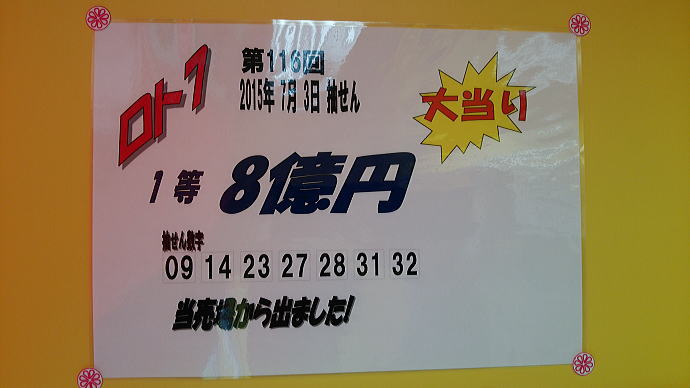 ロト7
第116回
2015年 7月 3日 抽せん
大当り
1等 8億円
抽せん数字
09 14 23 27 28 31 32
当売場から出ました!